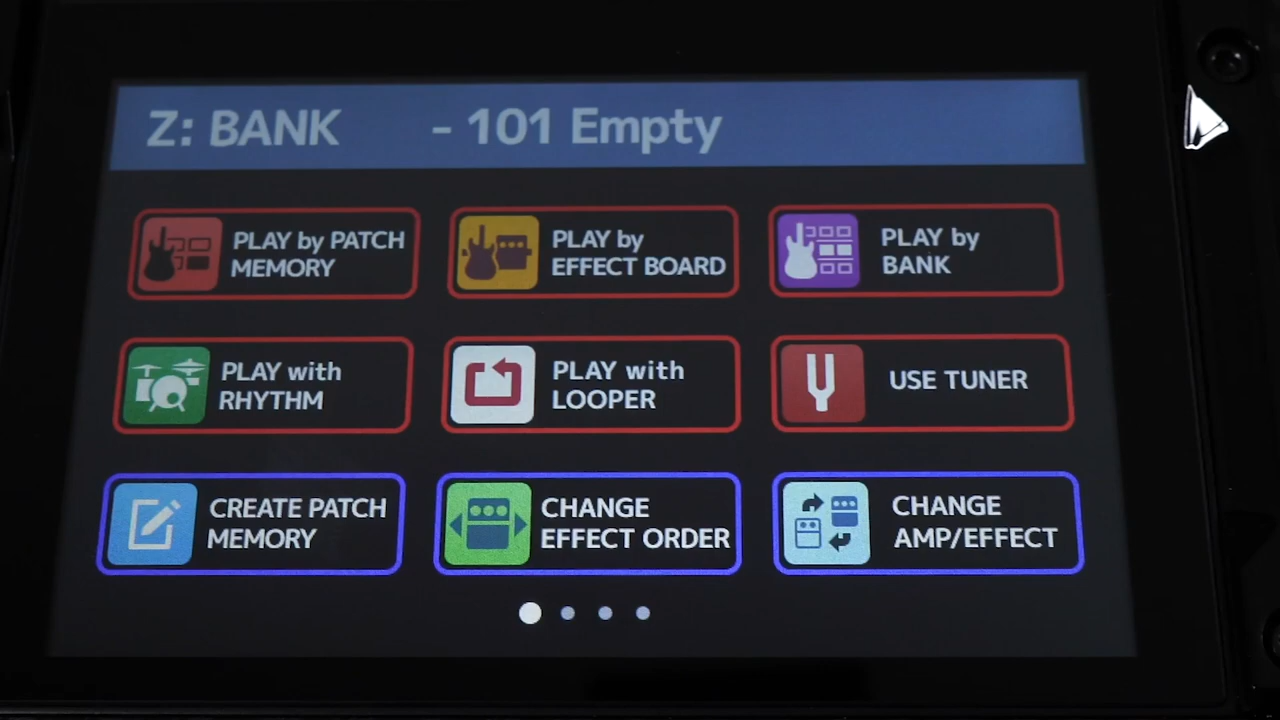 Z: BANK - 101 Empty
PLAY by PATCH
MEMORY
PLAY by
EFFECT BOARD
PLAY by
BANK
PLAY with
RHYTHM
PLAY with
LOOPER
USE TUNER
CREATE PATCH
MEMORY
CHANGE
EFFECT ORDER
CHANGE
AMP/EFFECT